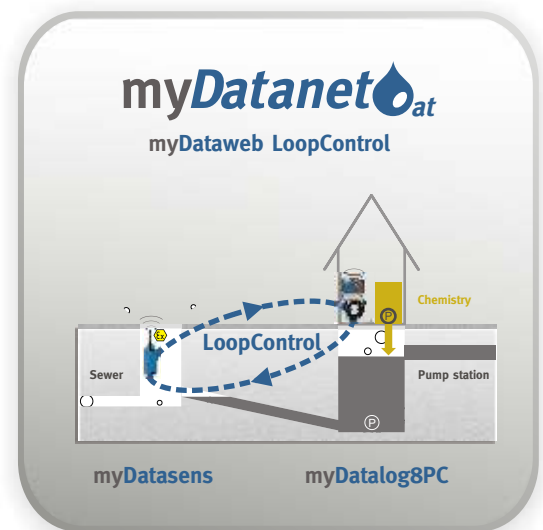 myDatanet.at
myDataweb LoopControl
Chemistry
P
Ex
LoopControl
Sewer
Pump station
P
myDatasens
myDatalog8PC